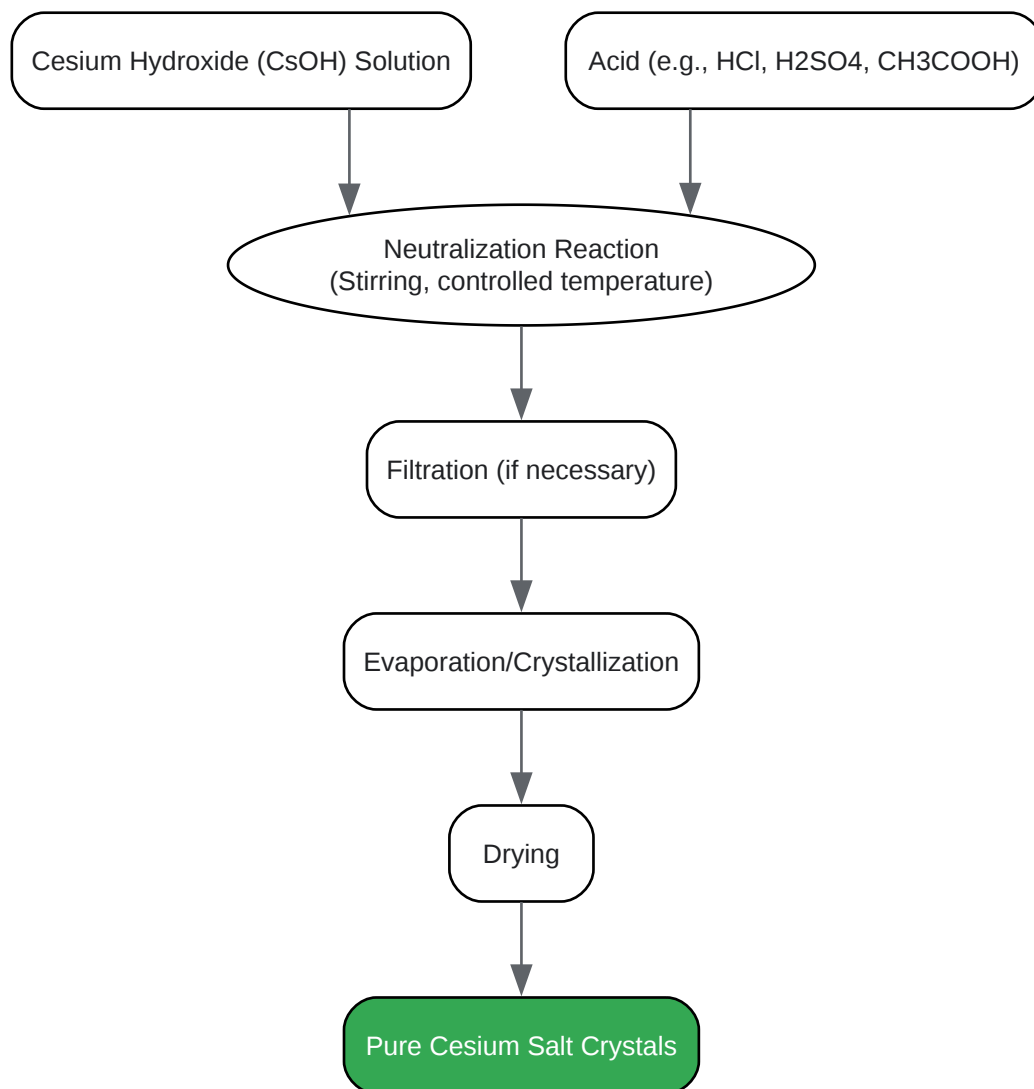 Cesium Hydroxide (CsOH) Solution
Acid (e.g., HCl, H2SO4, CH3COOH)
Neutralization Reaction
(Stirring, controlled temperature)
Filtration (if necessary)
Evaporation/Crystallization
Drying
Pure Cesium Salt Crystals